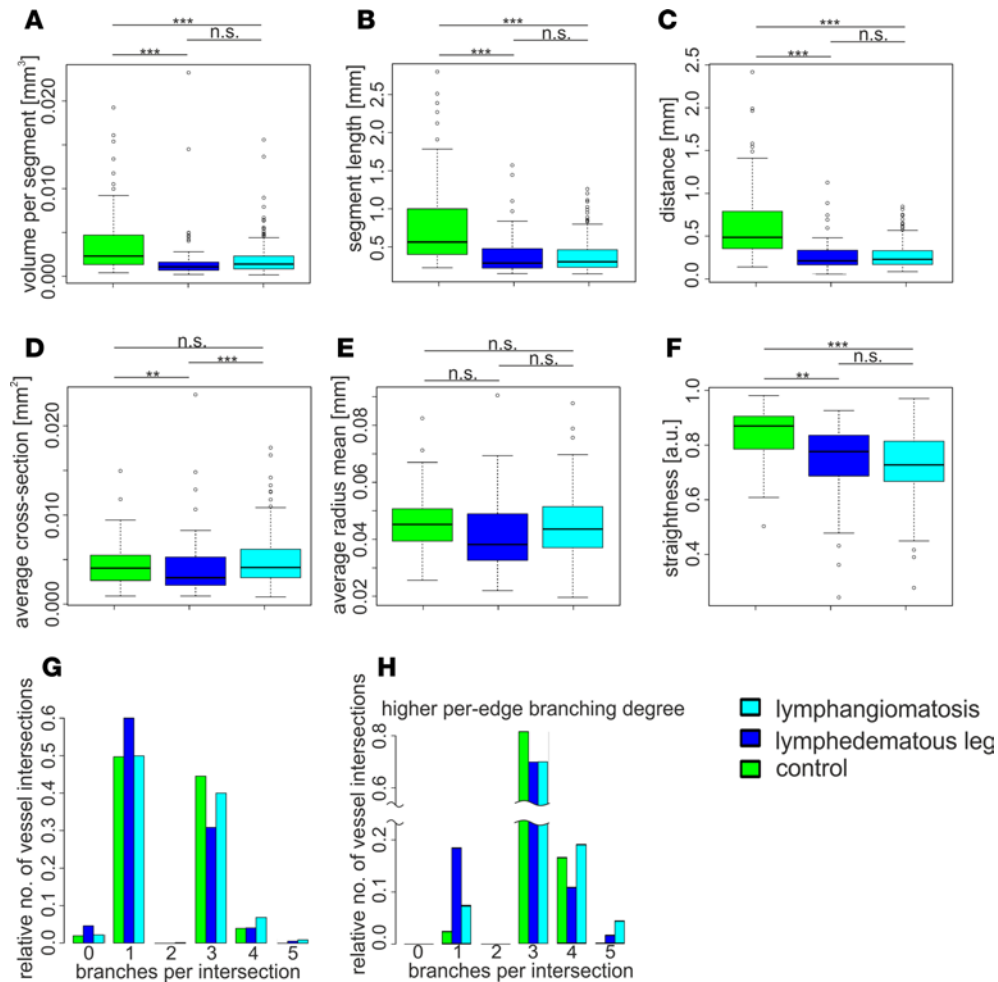 A
***
n.s.
***
volume per segment [mm³]
0.000
0.010
0.020
B
***
n.s.
***
segment length [mm]
0.5
1.0
1.5
2.0
2.5
C
***
n.s.
***
distance [mm]
0.0
0.5
1.0
1.5
2.0
2.5
D
n.s.
***
**
average cross-section [mm²]
0.000
0.010
0.020
E
n.s.
n.s.
n.s.
average radius mean [mm]
0.02
0.04
0.06
0.08
F
***
n.s.
**
straightness [a.u.]
0.4
0.6
0.8
1.0
G
relative no. of vessel intersections
0.0
0.1
0.2
0.3
0.4
0.5
0.6
0 1 2 3 4 5
branches per intersection
H
higher per-edge branching degree
relative no. of vessel intersections
0.0
0.1
0.2
0.6
0.8
0 1 2 3 4 5
branches per intersection
lymphangiomatosis
lymphedematous leg
control